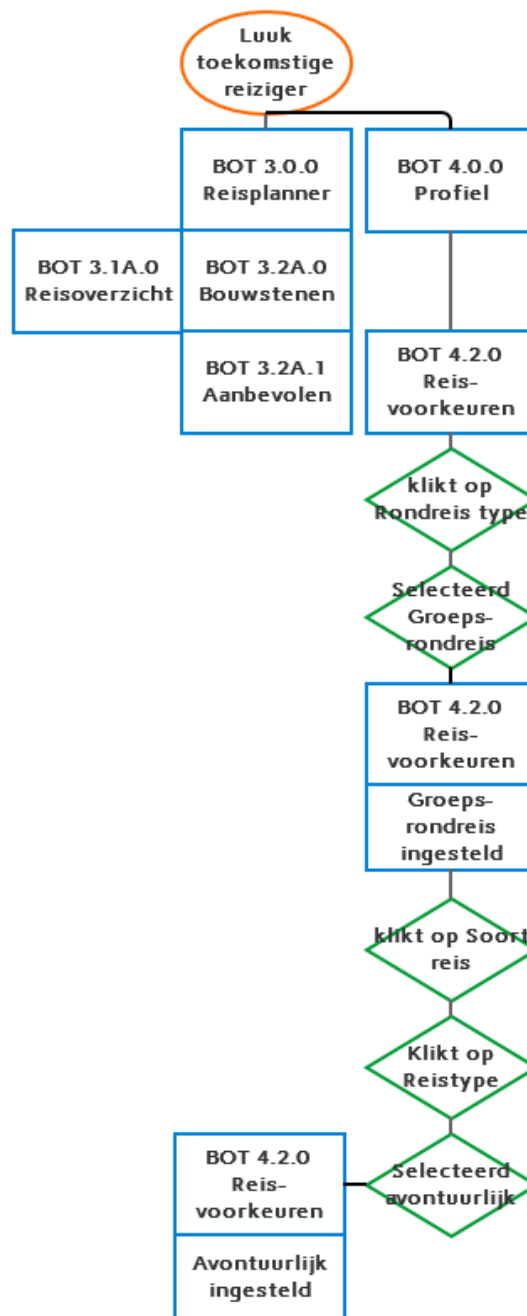 Luuk
toekomstige
reiziger
BOT 3.0.0
Reisplanner
BOT 4.0.0
Profiel
BOT 3.1A.0
Reisoverzicht
BOT 3.2A.0
Bouwstenen
BOT 3.2A.1
Aanbevolen
BOT 4.2.0
Reis-
voorkeuren
klikt op
Rondreis type
Selecteerd
Groeps-
rondreis
BOT 4.2.0
Reis-
voorkeuren
Groeps-
rondreis
ingesteld
klikt op Soort
reis
Klikt op
Reistype
Selecteerd
avontuurlijk
BOT 4.2.0
Reis-
voorkeuren
Avontuurlijk
ingesteld